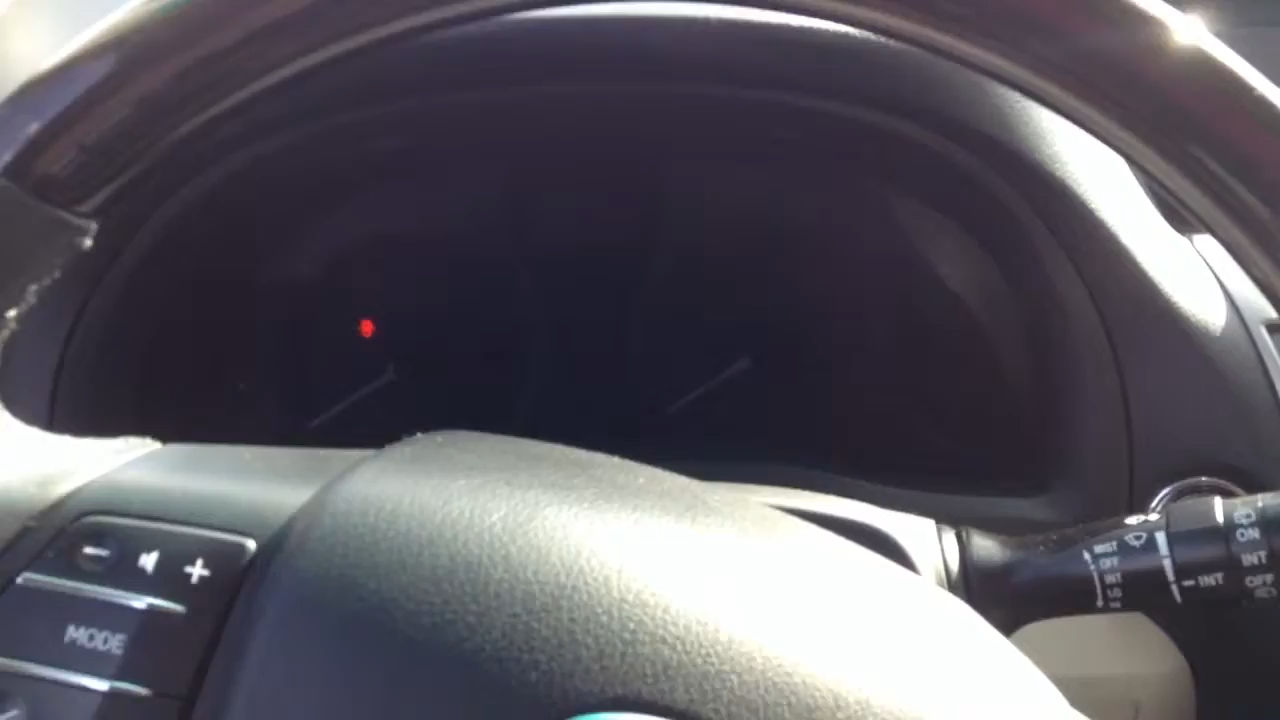 MODE
MIST
OFF
INT
LO
INT
ON
INT
OFF